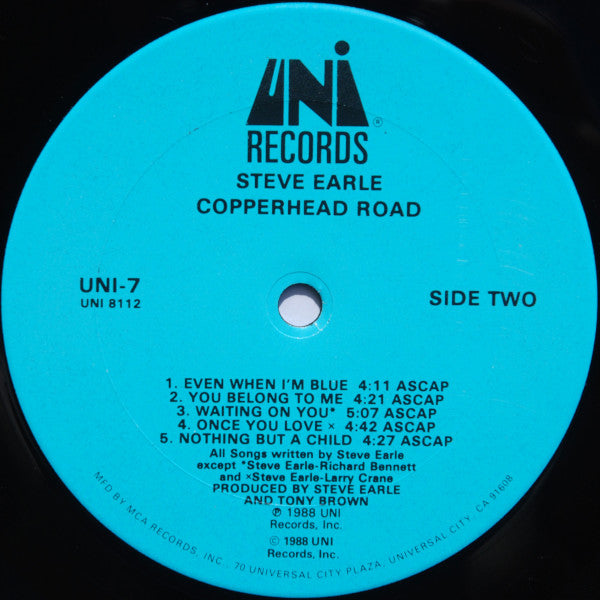 UNI®
RECORDS
STEVE EARLE
COPPERHEAD ROAD
UNI-7
UNI 8112
SIDE TWO
1. EVEN WHEN I'M BLUE 4:11 ASCAP
2. YOU BELONG TO ME 4:21 ASCAP
3. WAITING ON YOU* 5:07 ASCAP
4. ONCE YOU LOVE × 4:42 ASCAP
5. NOTHING BUT A CHILD 4:27 ASCAP
All Songs written by Steve Earle
except *Steve Earle-Richard Bennett
and ×Steve Earle-Larry Crane
PRODUCED BY STEVE EARLE
AND TONY BROWN
℗ 1988 UNI
Records, Inc.
© 1988 UNI
Records, Inc.
MFD BY MCA RECORDS, INC., 70 UNIVERSAL CITY PLAZA, UNIVERSAL CITY, CA 91608